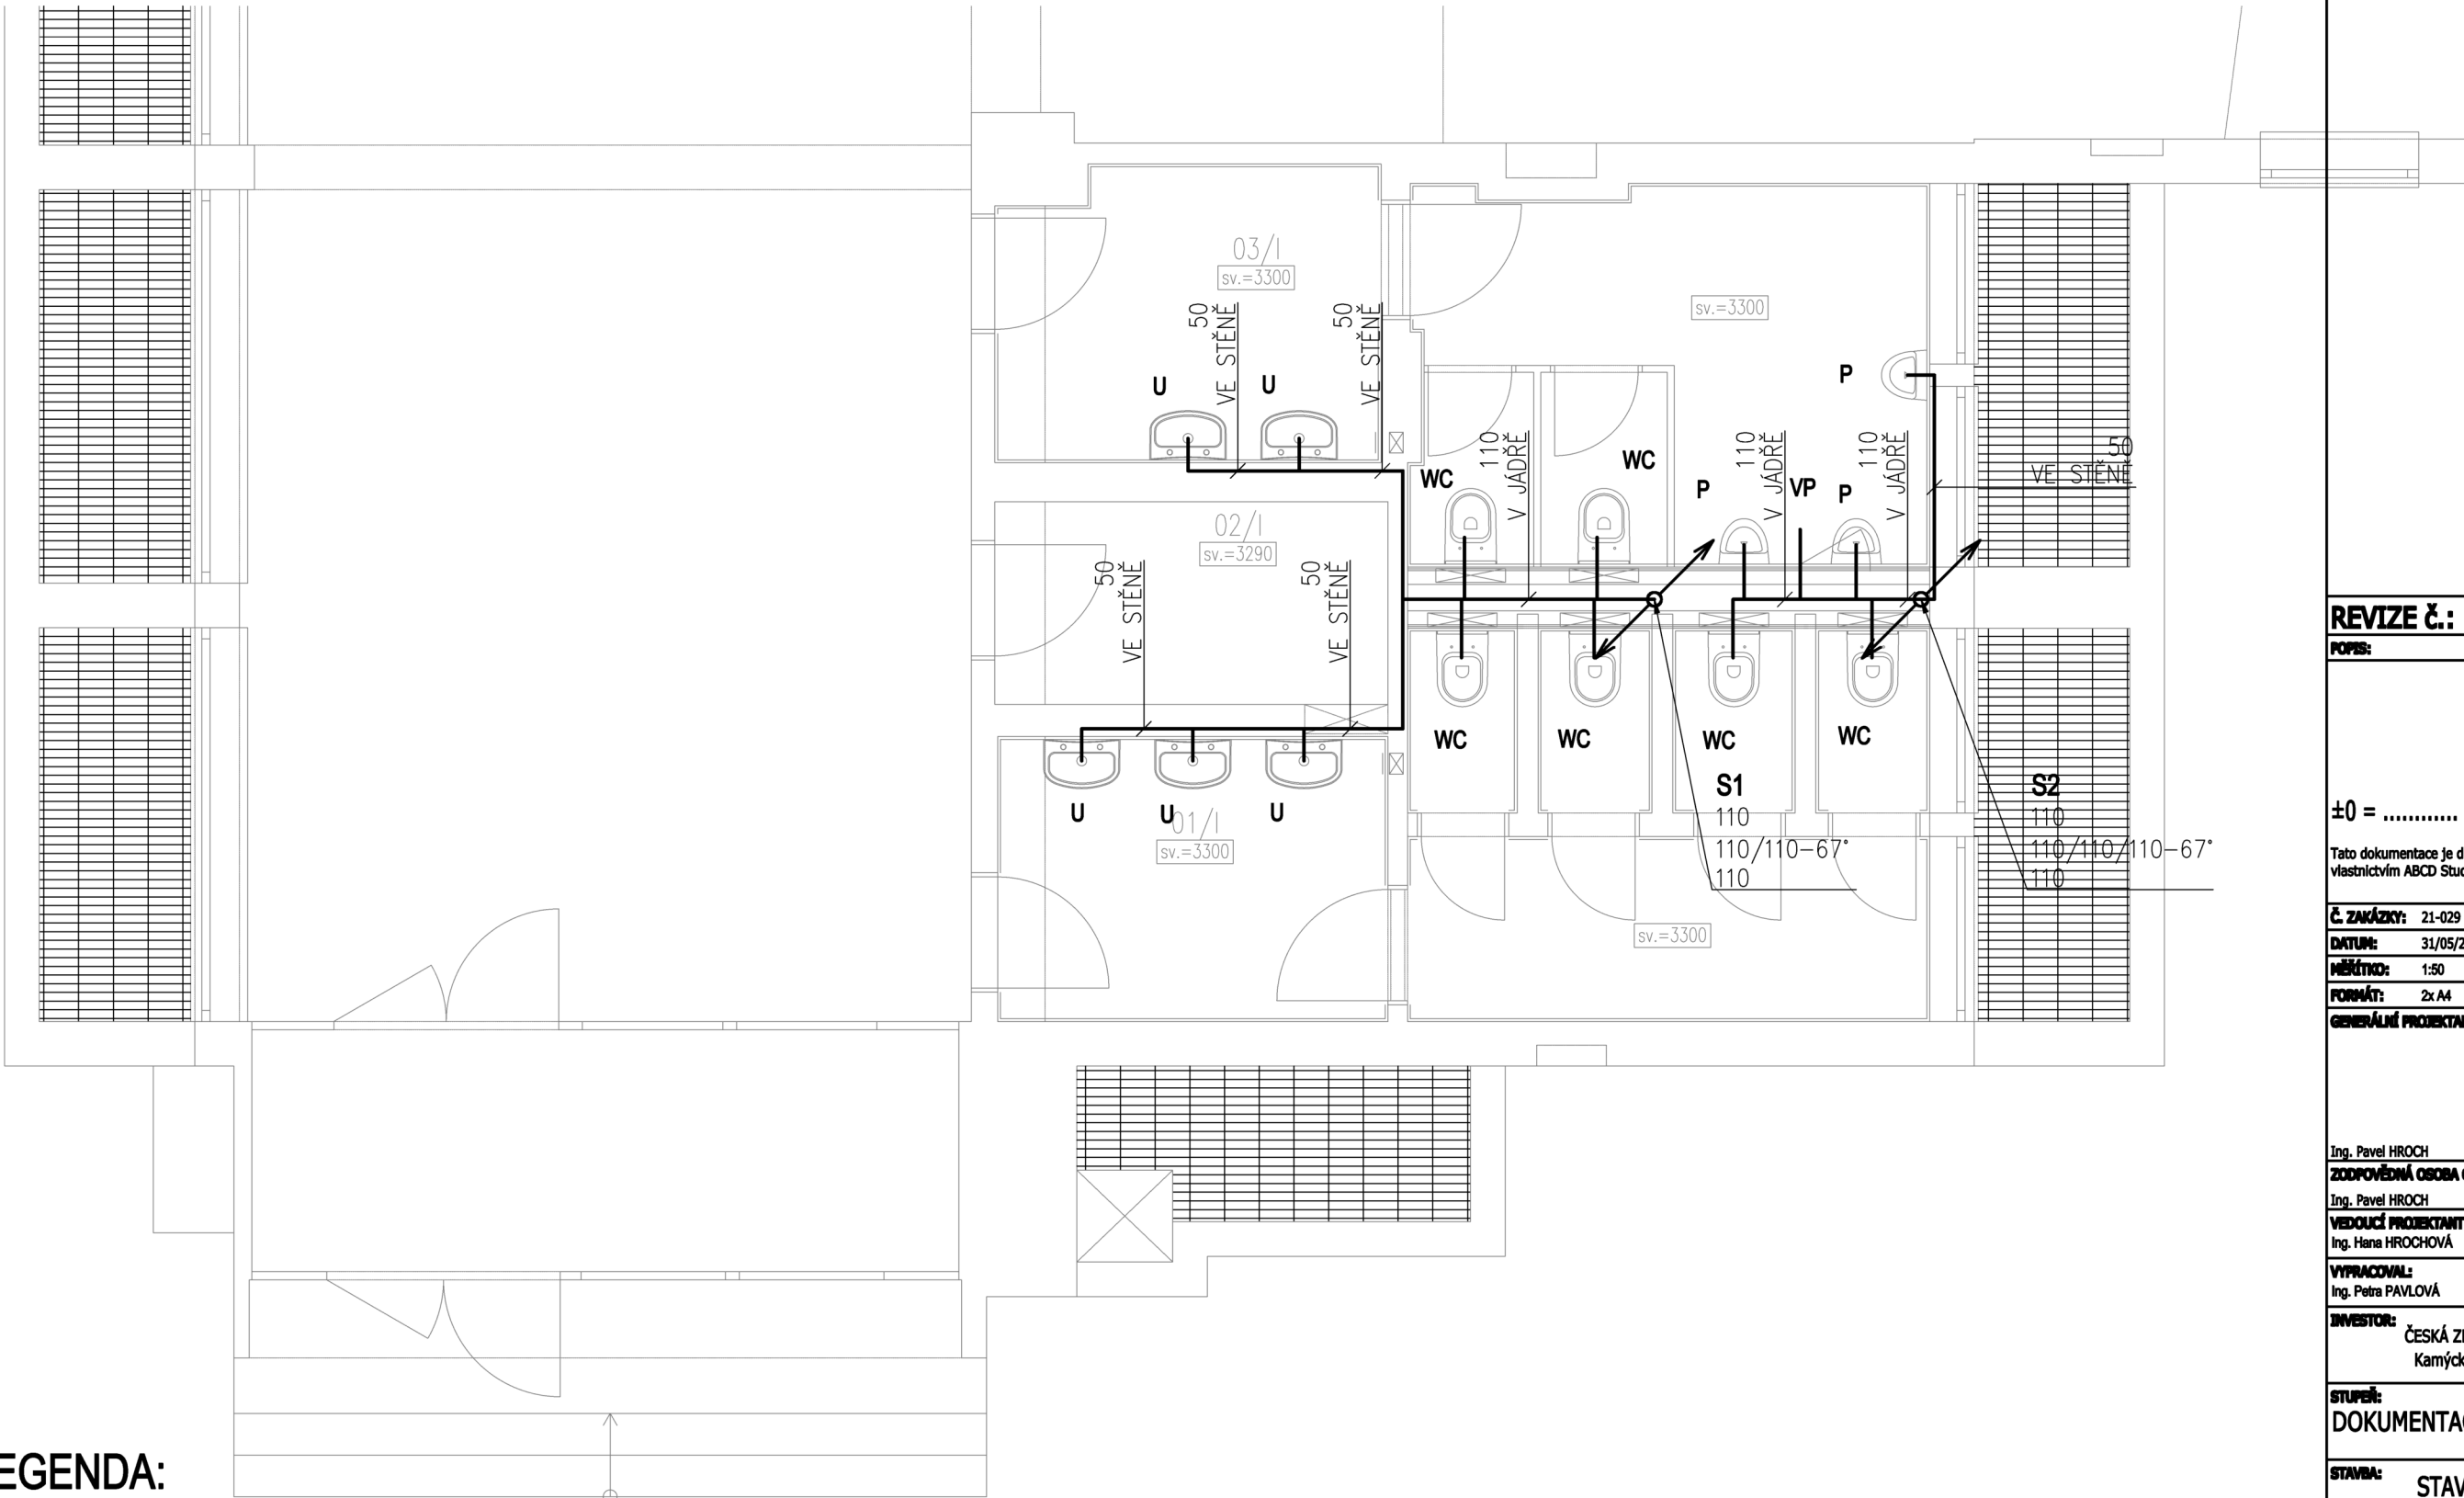 03/I
sv.=3300
50
VE STĚNĚ
50
VE STĚNĚ
U
U
sv.=3300
P
WC
110
V JÁDŘE
WC
P
110
V JÁDŘE
VP
P
110
V JÁDŘE
50
VE STĚNĚ
02/I
sv.=3290
50
VE STĚNĚ
50
VE STĚNĚ
U
U
U
01/I
sv.=3300
WC
WC
WC
WC
S1
110
110/110-67°
110
S2
110
110/110/110-67°
110
sv.=3300
EGENDA:
REVIZE č.:
POPIS:
±0 = ............
Tato dokumentace je d
vlastnictvím ABCD Stud
Č. ZAKÁZKY: 21-029
DATUM: 31/05/2
MĚŘÍTKO: 1:50
FORMÁT: 2x A4
GENERÁLNÍ PROJEKTAN
Ing. Pavel HROCH
ZODPOVĚDNÁ OSOBA
Ing. Pavel HROCH
VEDOUCÍ PROJEKTANT
Ing. Hana HROCHOVÁ
VYPRACOVAL:
Ing. Petra PAVLOVÁ
INVESTOR:
ČESKÁ ZE
Kamýck
STUPEŇ:
DOKUMENTAC
STAVBA:
STAV